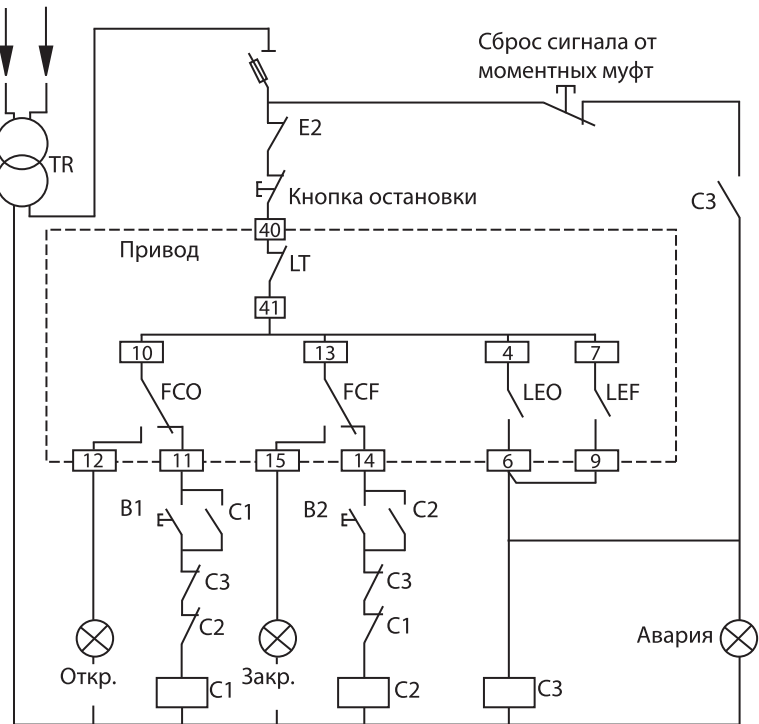 Сброс сигнала от
моментных муфт
E2
TR
Кнопка остановки
C3
40
Привод
LT
41
10
13
4
7
FCO
FCF
LEO
LEF
12
11
15
14
6
9
B1
C1
B2
C2
C3
C3
C2
C1
Авария
Откр.
Закр.
C1
C2
C3